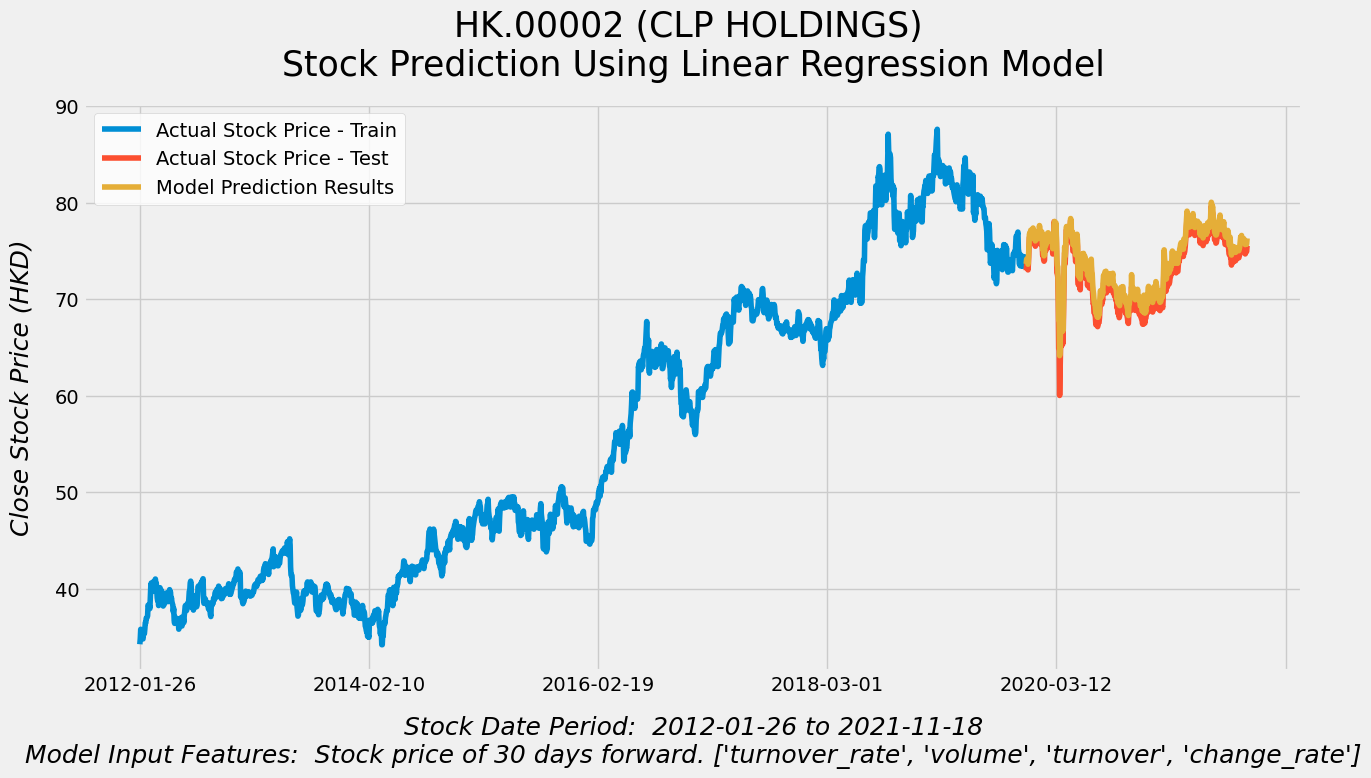 HK.00002 (CLP HOLDINGS)
Stock Prediction Using Linear Regression Model
Actual Stock Price - Train
Actual Stock Price - Test
Model Prediction Results
Close Stock Price (HKD)
90
80
70
60
50
40
2012-01-26
2014-02-10
2016-02-19
2018-03-01
2020-03-12
Stock Date Period:  2012-01-26 to 2021-11-18
Model Input Features:  Stock price of 30 days forward. ['turnover_rate', 'volume', 'turnover', 'change_rate']